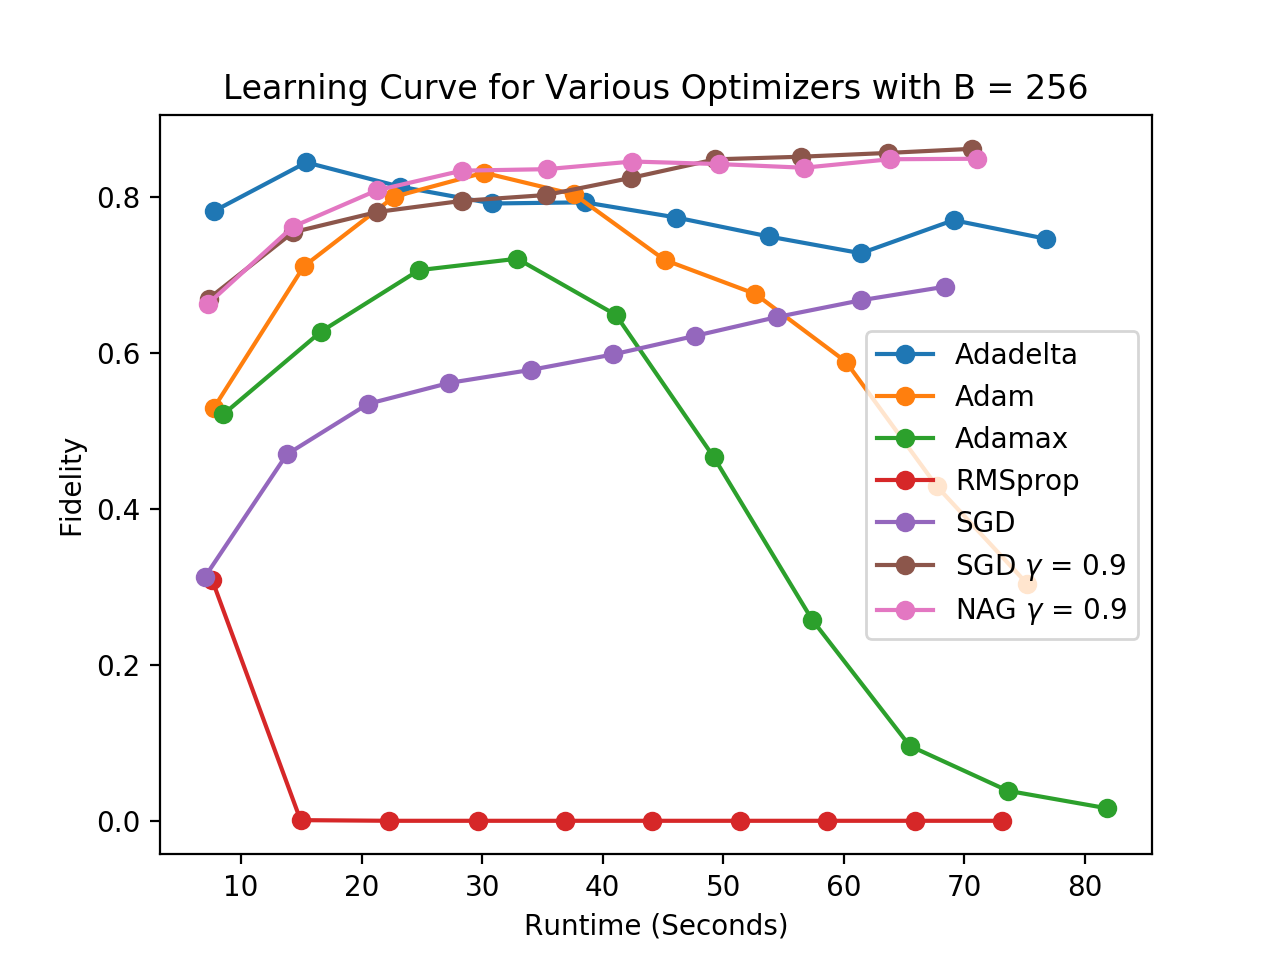 Learning Curve for Various Optimizers with B = 256
Fidelity
0.8
0.6
0.4
0.2
0.0
10 20 30 40 50 60 70 80
Runtime (Seconds)
Adadelta
Adam
Adamax
RMSprop
SGD
SGD γ = 0.9
NAG γ = 0.9